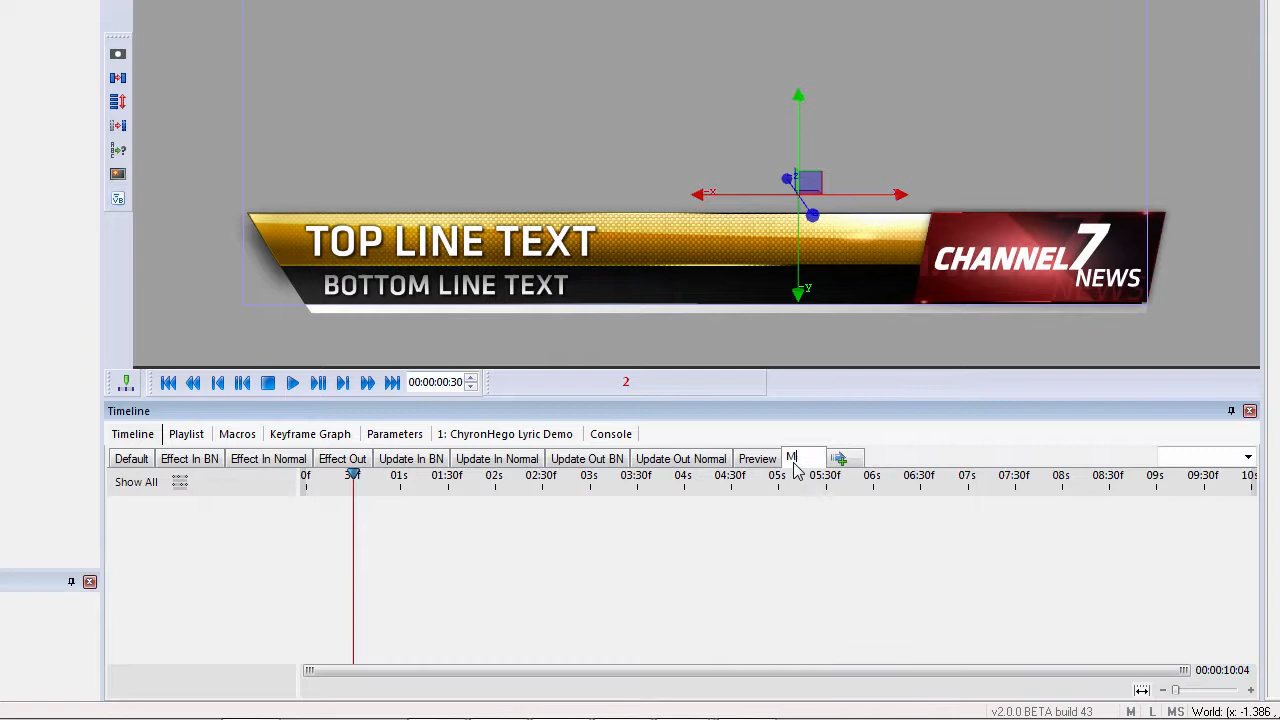 -X
-Z
TOP LINE TEXT
BOTTOM LINE TEXT
CHANNEL 7
NEWS
-Y
00:00:00:30
2
Timeline
Timeline Playlist Macros Keyframe Graph Parameters 1: ChyronHego Lyric Demo Console
Default Effect In BN Effect In Normal Effect Out Update In BN Update In Normal Update Out BN Update Out Normal Preview M
Show All
0f 01s 01:30f 02s 02:30f 03s 03:30f 04s 04:30f 05s 05:30f 06s 06:30f 07s 07:30f 08s 08:30f 09s 09:30f 10s
00:00:10:04
v2.0.0 BETA build 43 M L MS World: (x: -1.386,